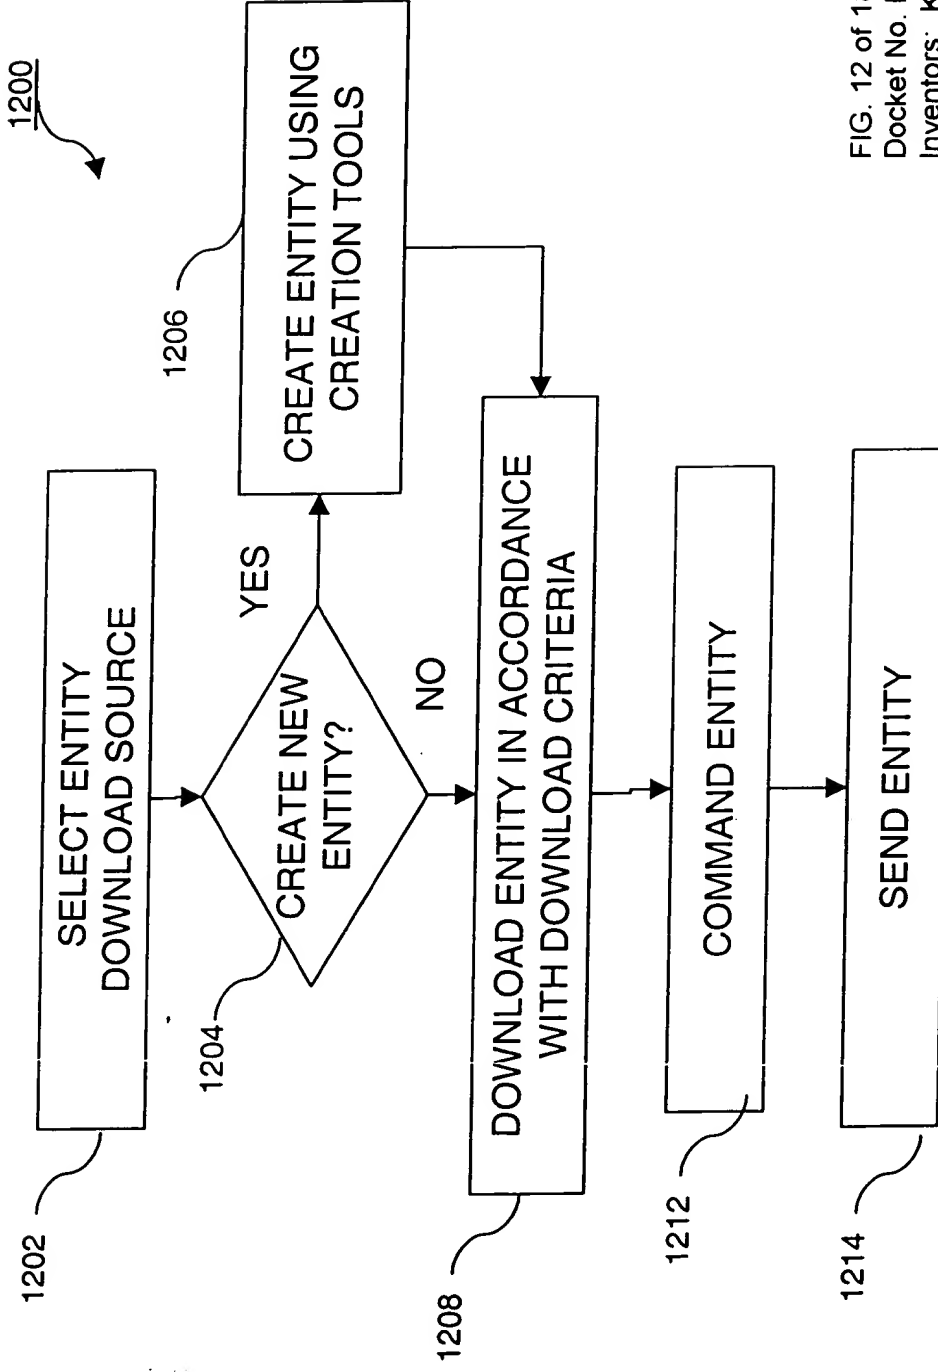 1200
1202
SELECT ENTITY
DOWNLOAD SOURCE
1204
CREATE NEW
ENTITY?
YES
NO
1206
CREATE ENTITY USING
CREATION TOOLS
1208
DOWNLOAD ENTITY IN ACCORDANCE
WITH DOWNLOAD CRITERIA
1212
COMMAND ENTITY
1214
SEND ENTITY
FIG. 12 of
Docket No.
Inventors: